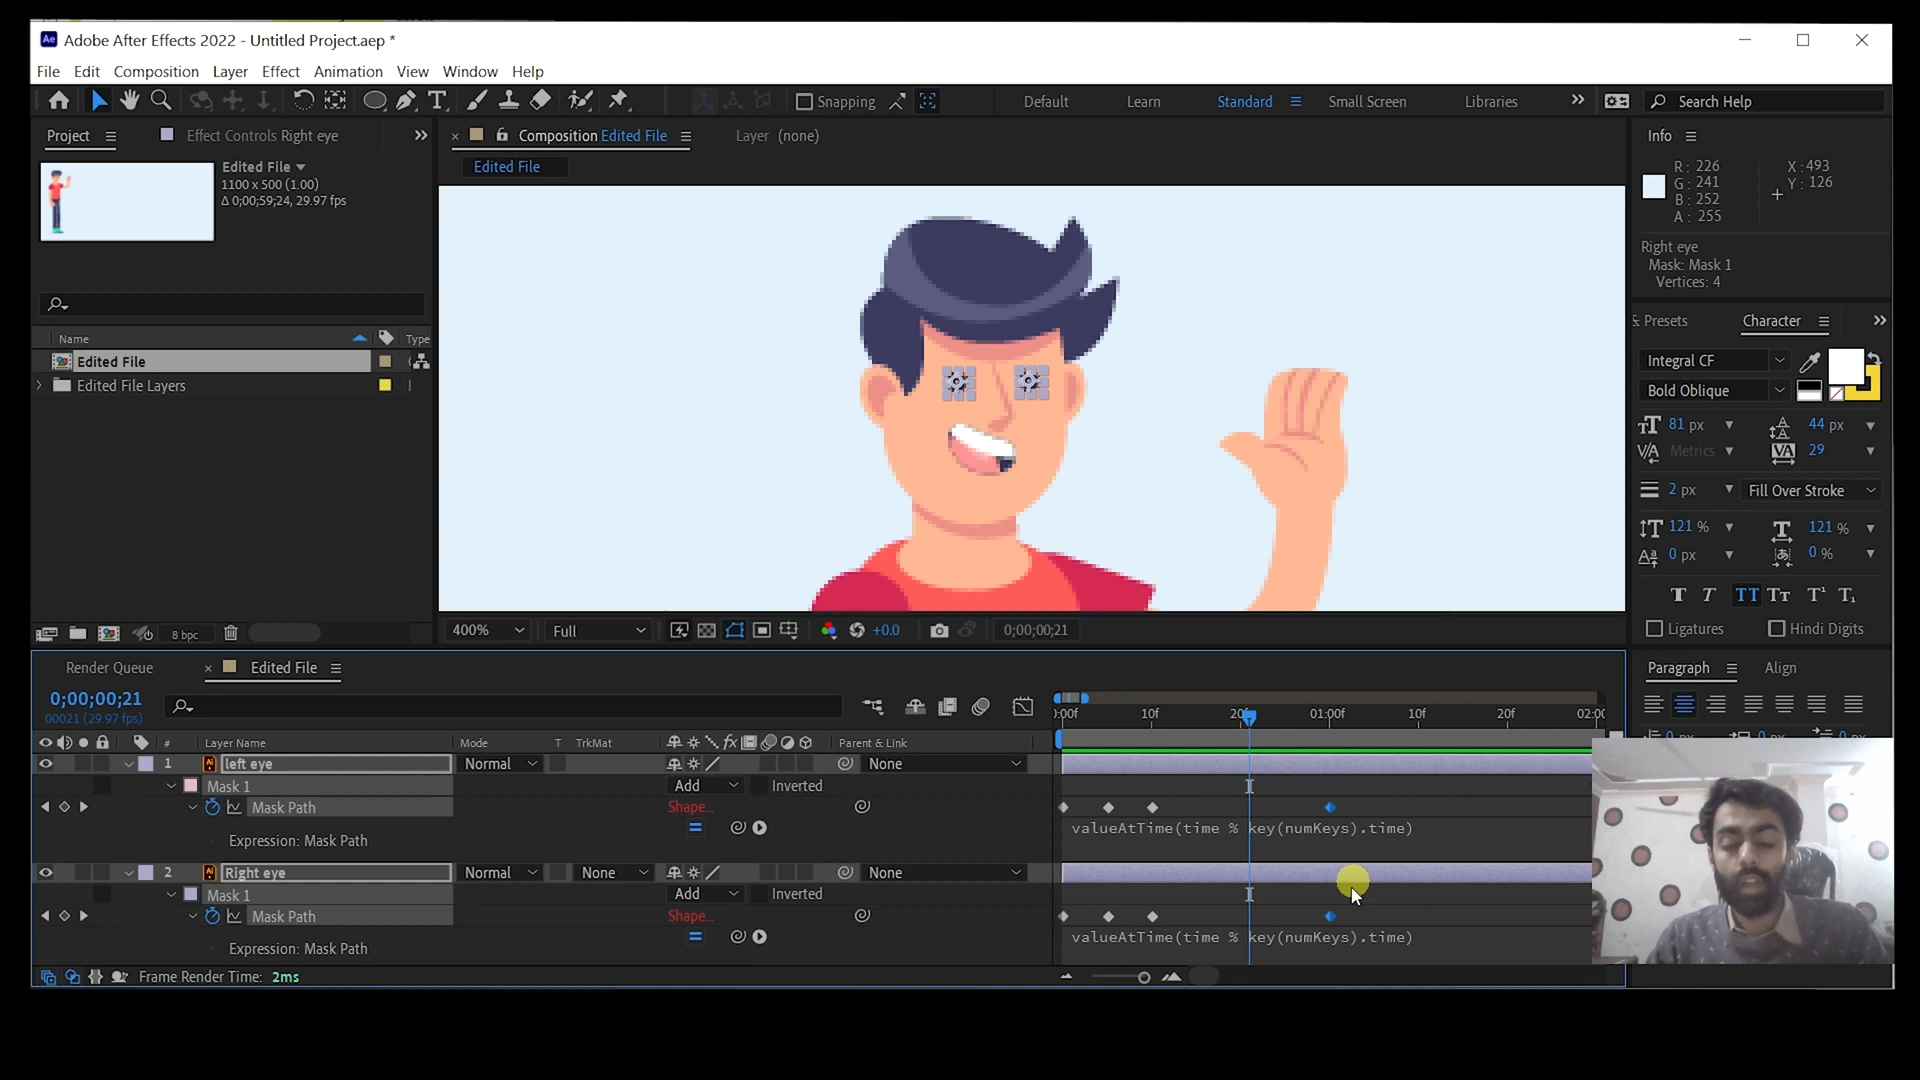 Adobe After Effects 2022 - Untitled Project.aep *
File Edit Composition Layer Effect Animation View Window Help
Snapping Default Learn Standard Small Screen Libraries Search Help
Project Effect Controls Right eye
Composition Edited File Layer (none)
Info
Edited File
1100 x 500 (1.00)
Δ 0;00;59;24, 29.97 fps
Edited File
R: 226
G: 241
B: 252
A: 255
X: 493
Y: 126
Right eye
Mask: Mask 1
Vertices: 4
Presets Character
Name Type
Edited File
Edited File Layers
Integral CF
Bold Oblique
81 px 44 px
Metrics 29
2 px Fill Over Stroke
121 % 121 %
0 px 0 %
Ligatures Hindi Digits
8 bpc
400% Full +0.0 0;00;00;21
Render Queue Edited File
Paragraph Align
0;00;00;21
00021 (29.97 fps)
:00f 10f 20f 01:00f 10f 20f 02:00f
# Layer Name Mode T TrkMat Parent & Link
1 left eye Normal None
Mask 1 Add Inverted
Mask Path Shape...
Expression: Mask Path valueAtTime(time % key(numKeys).time)
2 Right eye Normal None None
Mask 1 Add Inverted
Mask Path Shape...
Expression: Mask Path valueAtTime(time % key(numKeys).time)
Frame Render Time: 2ms